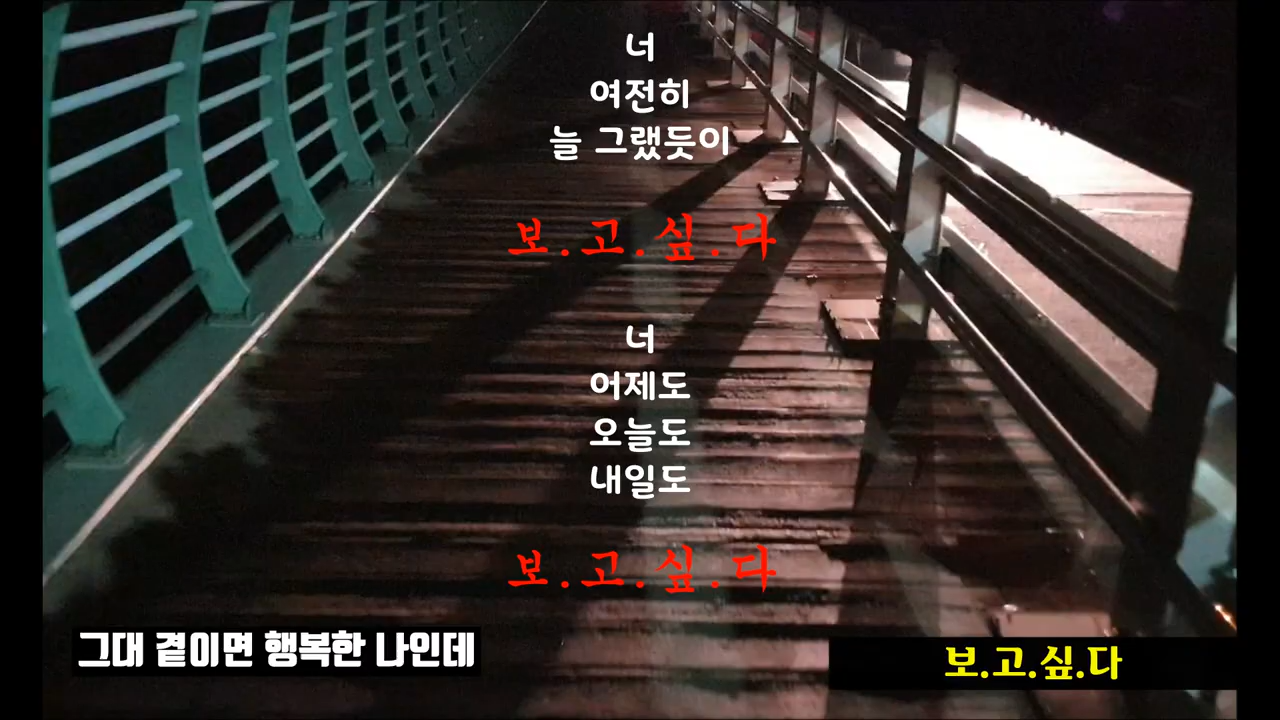 너
여전히
늘 그랬듯이
보.고.싶.다
너
어제도
오늘도
내일도
보.고.싶.다
그대 곁이면 행복한 나인데
보.고.싶.다